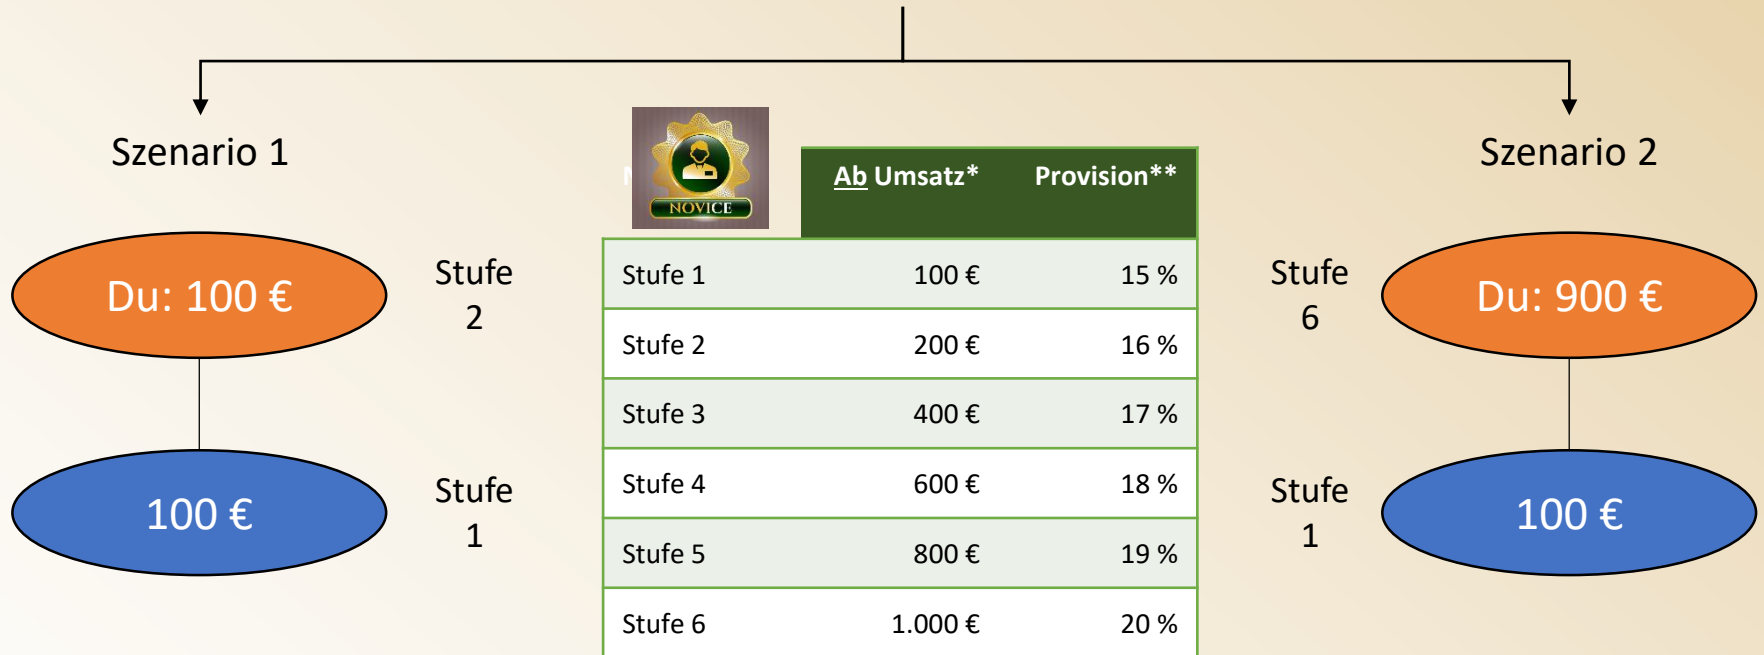 Szenario 1
Szenario 2
NOVICE
Ab Umsatz* Provision**
Du: 100 €
Stufe
2
100 €
Stufe
1
Stufe 1 100 € 15 %
Stufe 2 200 € 16 %
Stufe 3 400 € 17 %
Stufe 4 600 € 18 %
Stufe 5 800 € 19 %
Stufe 6 1.000 € 20 %
Stufe
6
Du: 900 €
Stufe
1
100 €